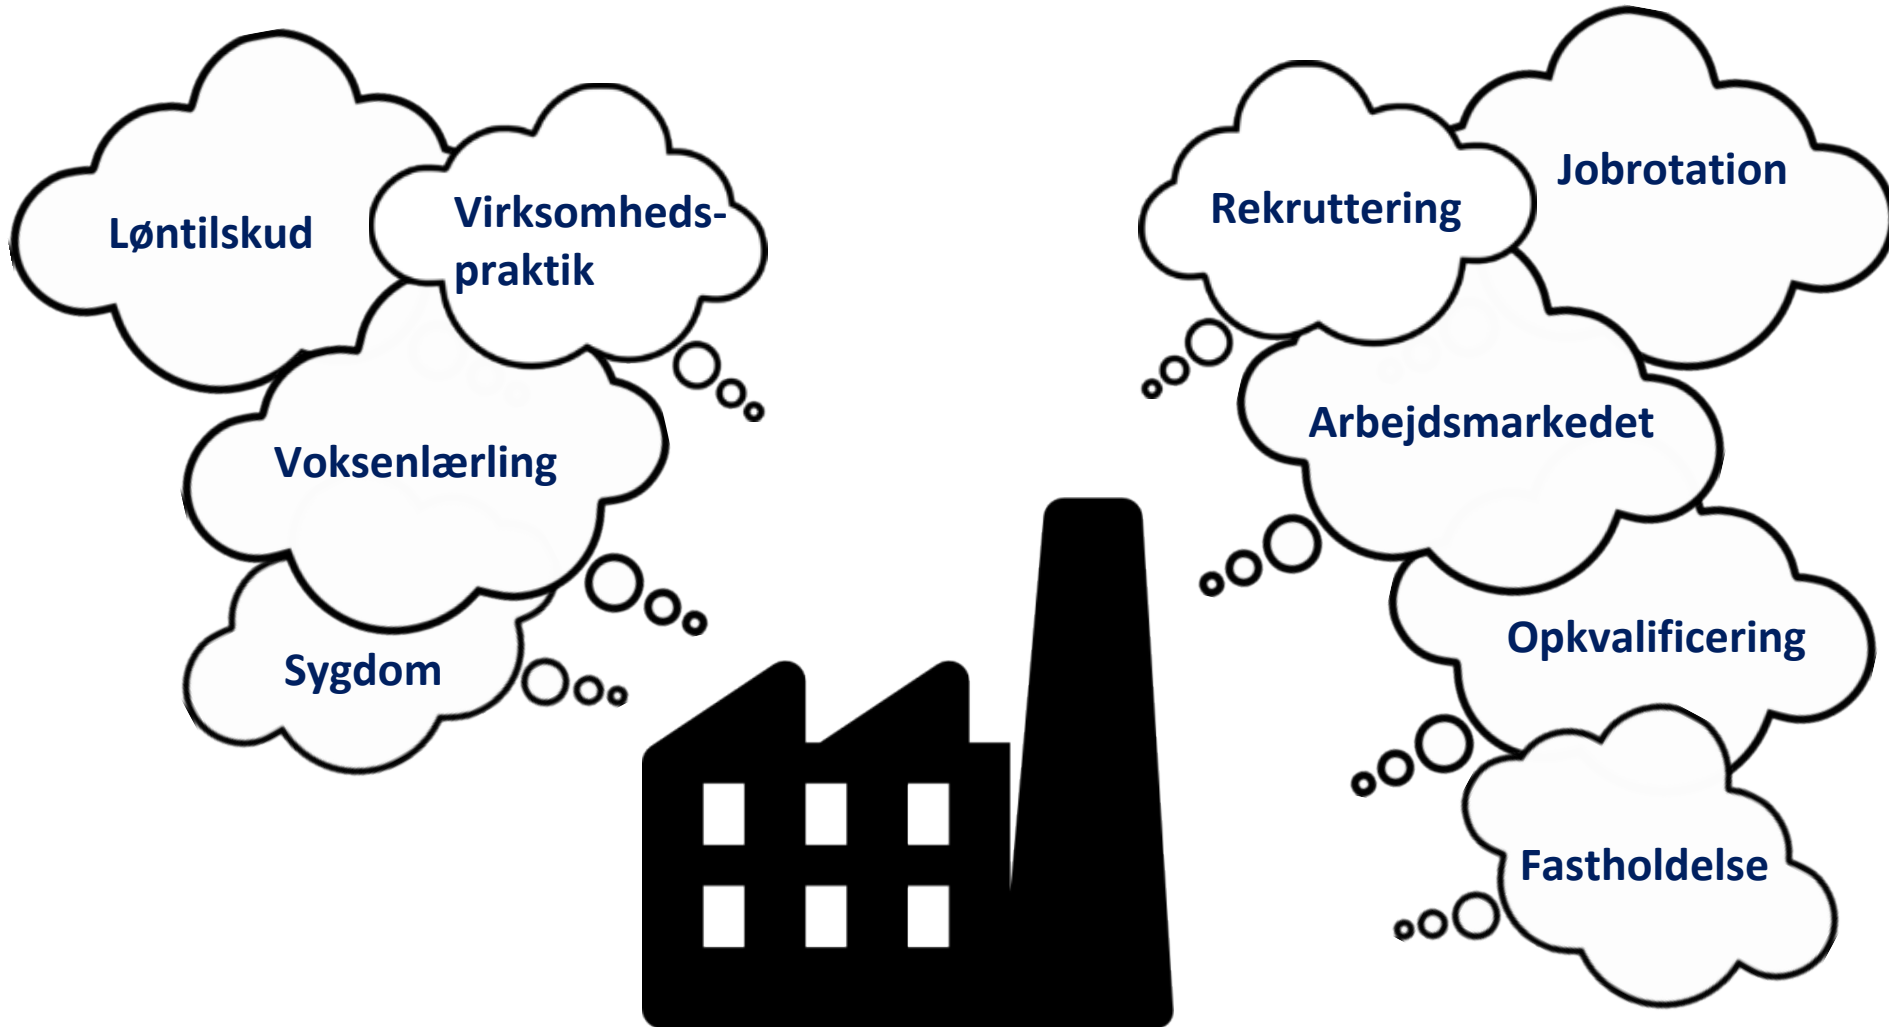 Løntilskud
Virksomheds-
praktik
Voksenlærling
Sygdom
Rekruttering
Jobrotation
Arbejdsmarkedet
Opkvalificering
Fastholdelse